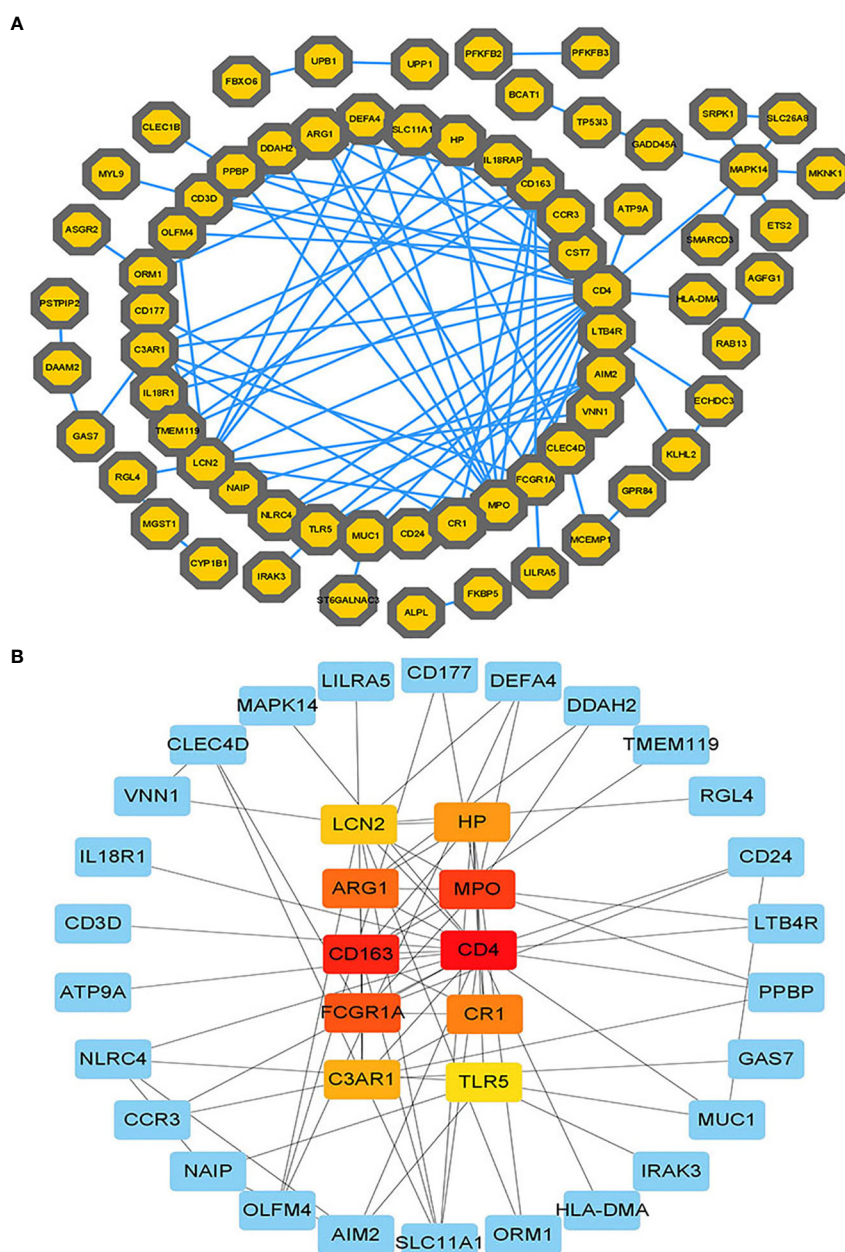 A
FBXO6
UPB1
UPP1
PFKFB2
PFKFB3
BCAT1
TP53I3
GADD45A
SRPK1
SLC26A8
MAPK14
MKNK1
SMARCD3
ETS2
CLEC1B
MYL9
ASGR2
PSTPIP2
DAAM2
GAS7
RGL4
MGST1
CYP1B1
IRAK3
ST6GALNAC3
ALPL
FKBP5
LILRA5
MCEMP1
GPR84
KLHL2
ECHDC3
RAB13
AGFG1
HLA-DMA
ATP9A
DEFA4
SLC11A1
HP
IL18RAP
CD163
CCR3
CST7
CD4
LTB4R
AIM2
VNN1
CLEC4D
FCGR1A
MPO
CR1
CD24
MUC1
TLR5
NLRC4
NAIP
LCN2
TMEM119
IL18R1
C3AR1
CD177
ORM1
OLFM4
CD3D
PPBP
DDAH2
ARG1
B
LILRA5
CD177
DEFA4
MAPK14
DDAH2
CLEC4D
TMEM119
VNN1
RGL4
LCN2
HP
IL18R1
CD24
ARG1
MPO
CD3D
LTB4R
CD163
CD4
ATP9A
PPBP
FCGR1A
CR1
NLRC4
GAS7
C3AR1
TLR5
CCR3
MUC1
NAIP
IRAK3
OLFM4
HLA-DMA
AIM2
SLC11A1
ORM1